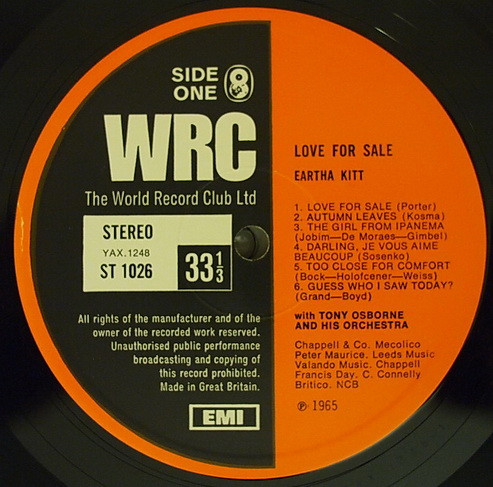 SIDE
ONE
WRC
The World Record Club Ltd
STEREO
YAX.1248
ST 1026
33 1/3
All rights of the manufacturer and of the
owner of the recorded work reserved.
Unauthorised public performance
broadcasting and copying of
this record prohibited.
Made in Great Britain.
EMI
LOVE FOR SALE
EARTHA KITT
1. LOVE FOR SALE (Porter)
2. AUTUMN LEAVES (Kosma)
3. THE GIRL FROM IPANEMA
(Jobim—De Moraes—Gimbel)
4. DARLING, JE VOUS AIME
BEAUCOUP (Sosenko)
5. TOO CLOSE FOR COMFORT
(Bock—Holofcener—Weiss)
6. GUESS WHO I SAW TODAY?
(Grand—Boyd)
with TONY OSBORNE
AND HIS ORCHESTRA
Chappell & Co. Mecolico
Peter Maurice. Leeds Music
Valando Music. Chappell
Francis Day. C. Connelly
Britico. NCB
℗ 1965